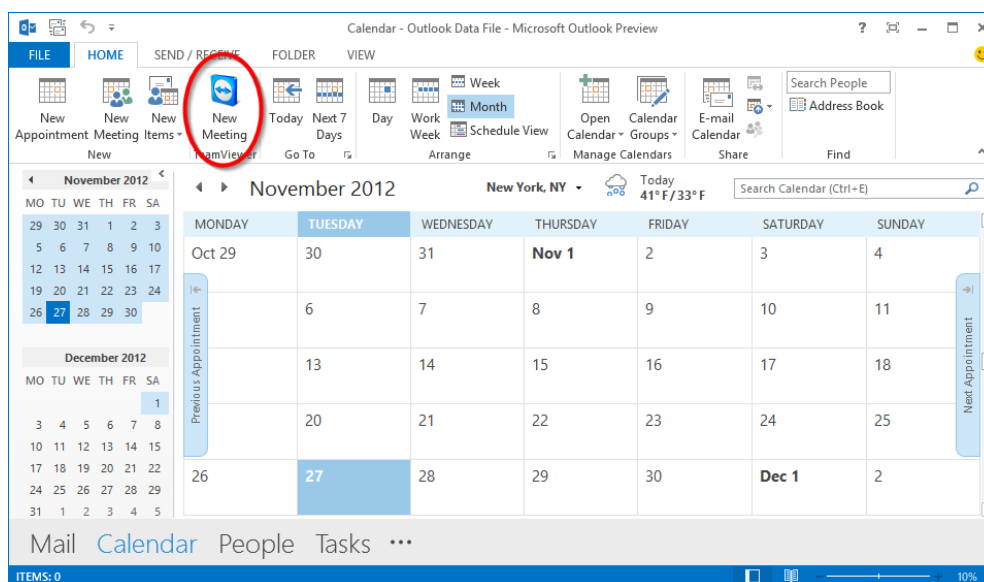 Calendar - Outlook Data File - Microsoft Outlook Preview
FILE HOME SEND / RECEIVE FOLDER VIEW
New Appointment
New Meeting
New Items
New
New Meeting
TeamViewer
Today
Next 7 Days
Go To
Day
Work Week
Week
Month
Schedule View
Arrange
Open Calendar
Calendar Groups
Manage Calendars
E-mail Calendar
Share
Search People
Address Book
Find
November 2012
MO TU WE TH FR SA
29 30 31 1 2 3
5 6 7 8 9 10
12 13 14 15 16 17
19 20 21 22 23 24
26 27 28 29 30
December 2012
MO TU WE TH FR SA
1
3 4 5 6 7 8
10 11 12 13 14 15
17 18 19 20 21 22
24 25 26 27 28 29
31 1 2 3 4 5
November 2012
New York, NY
Today
41° F / 33° F
Search Calendar (Ctrl+E)
MONDAY TUESDAY WEDNESDAY THURSDAY FRIDAY SATURDAY SUNDAY
Oct 29 30 31 Nov 1 2 3 4
6 7 8 9 10 11
13 14 15 16 17 18
20 21 22 23 24 25
26 27 28 29 30 Dec 1 2
Previous Appointment
Next Appointment
Mail Calendar People Tasks •••
ITEMS: 0
10%